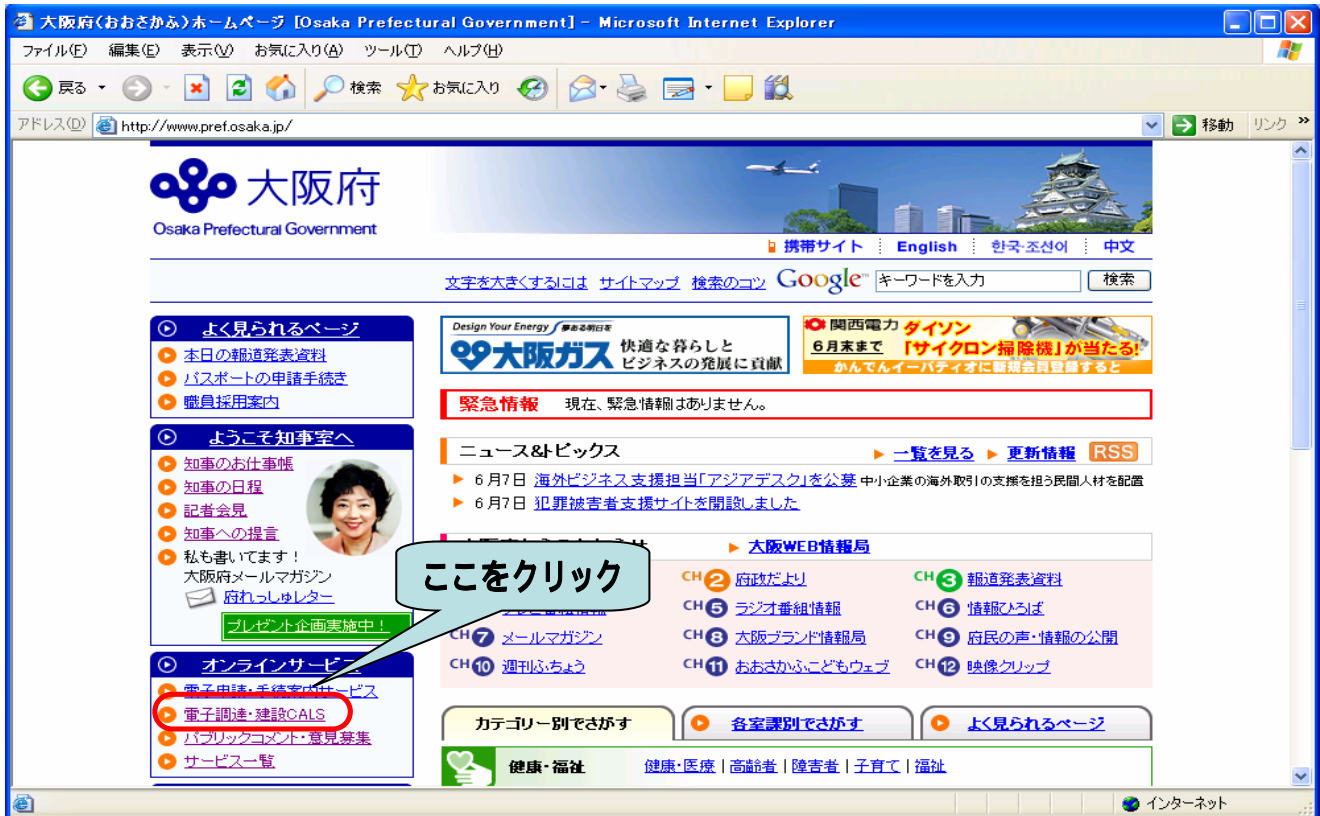 大阪府(おおさかふ)ホームページ [Osaka Prefectural Government] - Microsoft Internet Explorer
ファイル(F) 編集(E) 表示(V) お気に入り(A) ツール(T) ヘルプ(H)
戻る 検索 お気に入り
アドレス(D) http://www.pref.osaka.jp/ 移動 リンク »
大阪府
Osaka Prefectural Government
携帯サイト English 한국·조선어 中文
文字を大きくするには サイトマップ 検索のコツ Google™ キーワードを入力 検索
よく見られるページ
本日の報道発表資料
パスポートの申請手続き
職員採用案内
ようこそ知事室へ
知事のお仕事帳
知事の日程
記者会見
知事への提言
私も書いてます!
大阪府メールマガジン
府れっしゅレター
プレゼント企画実施中!
オンラインサービス
電子申請・手続案内サービス
電子調達・建設CALS
パブリックコメント・意見募集
サービス一覧
Design Your Energy 夢ある明日を
大阪ガス 快適な暮らしと
ビジネスの発展に貢献
関西電力 ダイソン
6月末まで 「サイクロン掃除機」が当たる!
かんでんイーパティオに新規会員登録すると
緊急情報 現在、緊急情報はありません。
ニュース&トピックス 一覧を見る 更新情報 RSS
6月7日 海外ビジネス支援担当「アジアデスク」を公募 中小企業の海外取引の支援を担う民間人材を配置
6月7日 犯罪被害者支援サイトを開設しました
大阪WEB情報局
ここをクリック
CH2 府政だより CH3 報道発表資料
CH5 ラジオ番組情報 CH6 情報ひろば
CH7 メールマガジン CH8 大阪ブランド情報局 CH9 府民の声・情報の公開
CH10 週刊ふちょう CH11 おおさかふこどもウェブ CH12 映像クリップ
カテゴリー別でさがす 各室課別でさがす よく見られるページ
健康・福祉 健康・医療 | 高齢者 | 障害者 | 子育て | 福祉
インターネット